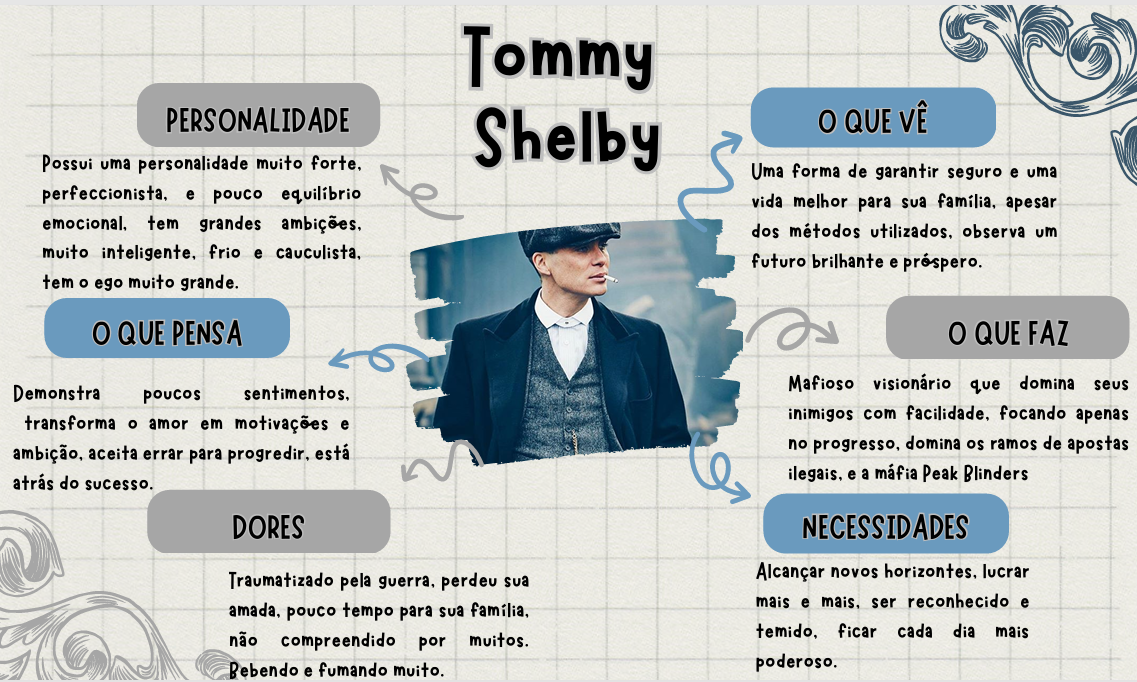 Tommy
Shelby
PERSONALIDADE
Possui uma personalidade muito forte,
perfeccionista, e pouco equilíbrio
emocional, tem grandes ambições,
muito inteligente, frio e cauculista,
tem o ego muito grande.
O QUE PENSA
Demonstra poucos sentimentos,
transforma o amor em motivações e
ambição, aceita errar para progredir, está
atrás do sucesso.
DORES
Traumatizado pela guerra, perdeu sua
amada, pouco tempo para sua família,
não compreendido por muitos.
Bebendo e fumando muito.
O QUE VÊ
Uma forma de garantir seguro e uma
vida melhor para sua família, apesar
dos métodos utilizados, observa um
futuro brilhante e próspero.
O QUE FAZ
Mafioso visionário que domina seus
inimigos com facilidade, focando apenas
no progresso, domina os ramos de apostas
ilegais, e a máfia Peak Blinders
NECESSIDADES
Alcançar novos horizontes, lucrar
mais e mais, ser reconhecido e
temido, ficar cada dia mais
poderoso.